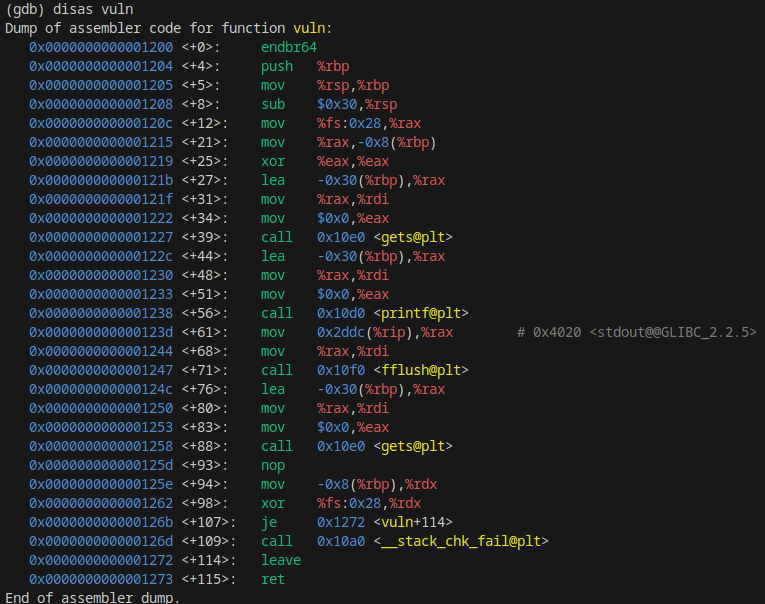 (gdb) disas vuln
Dump of assembler code for function vuln:
   0x0000000000001200 <+0>:     endbr64
   0x0000000000001204 <+4>:     push   %rbp
   0x0000000000001205 <+5>:     mov    %rsp,%rbp
   0x0000000000001208 <+8>:     sub    $0x30,%rsp
   0x000000000000120c <+12>:    mov    %fs:0x28,%rax
   0x0000000000001215 <+21>:    mov    %rax,-0x8(%rbp)
   0x0000000000001219 <+25>:    xor    %eax,%eax
   0x000000000000121b <+27>:    lea    -0x30(%rbp),%rax
   0x000000000000121f <+31>:    mov    %rax,%rdi
   0x0000000000001222 <+34>:    mov    $0x0,%eax
   0x0000000000001227 <+39>:    call   0x10e0 <gets@plt>
   0x000000000000122c <+44>:    lea    -0x30(%rbp),%rax
   0x0000000000001230 <+48>:    mov    %rax,%rdi
   0x0000000000001233 <+51>:    mov    $0x0,%eax
   0x0000000000001238 <+56>:    call   0x10d0 <printf@plt>
   0x000000000000123d <+61>:    mov    0x2ddc(%rip),%rax        # 0x4020 <stdout@@GLIBC_2.2.5>
   0x0000000000001244 <+68>:    mov    %rax,%rdi
   0x0000000000001247 <+71>:    call   0x10f0 <fflush@plt>
   0x000000000000124c <+76>:    lea    -0x30(%rbp),%rax
   0x0000000000001250 <+80>:    mov    %rax,%rdi
   0x0000000000001253 <+83>:    mov    $0x0,%eax
   0x0000000000001258 <+88>:    call   0x10e0 <gets@plt>
   0x000000000000125d <+93>:    nop
   0x000000000000125e <+94>:    mov    -0x8(%rbp),%rdx
   0x0000000000001262 <+98>:    xor    %fs:0x28,%rdx
   0x000000000000126b <+107>:   je     0x1272 <vuln+114>
   0x000000000000126d <+109>:   call   0x10a0 <__stack_chk_fail@plt>
   0x0000000000001272 <+114>:   leave
   0x0000000000001273 <+115>:   ret
End of assembler dump.